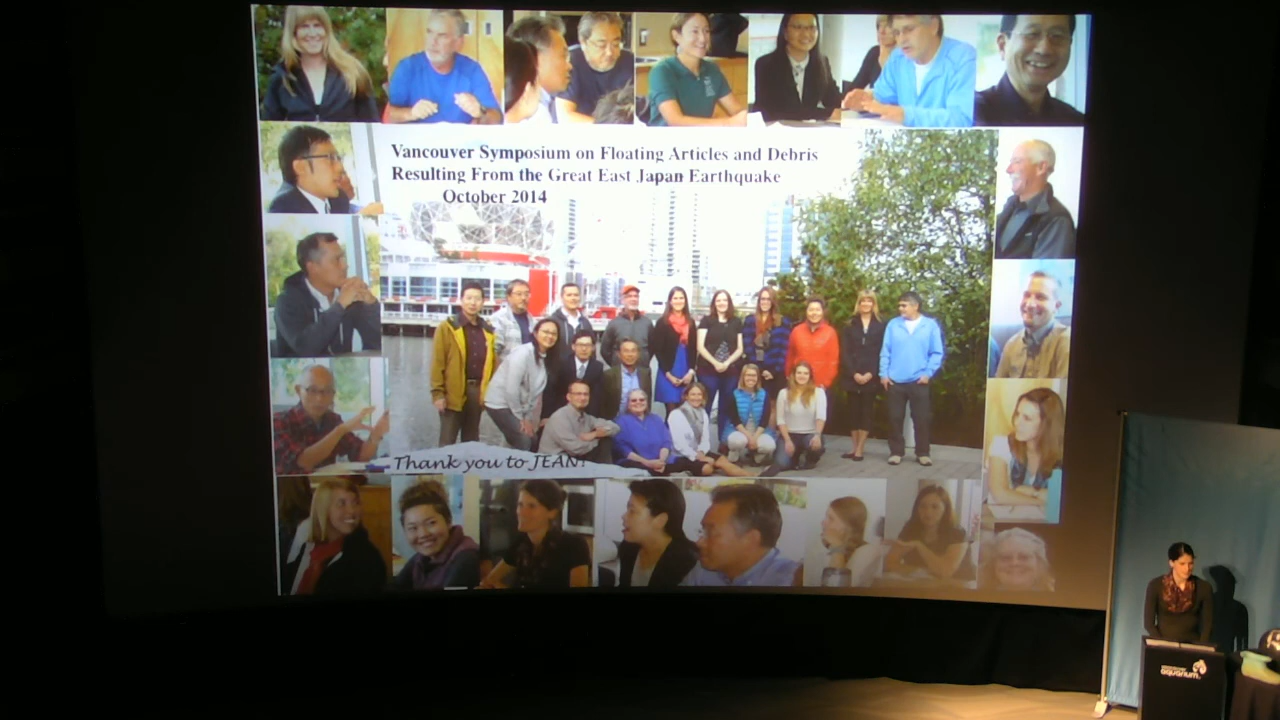 Vancouver Symposium on Floating Articles and Debris
Resulting From the Great East Japan Earthquake
October 2014
Thank you to JEAN!
aquarium